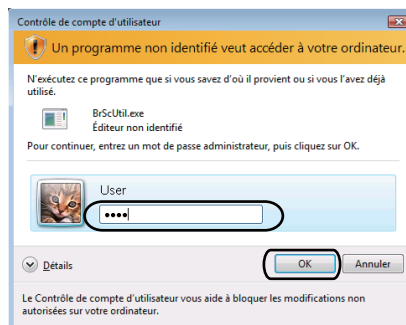 Contrôle de compte d'utilisateur
Un programme non identifié veut accéder à votre ordinateur.
N'exécutez ce programme que si vous savez d'où il provient ou si vous l'avez déjà
utilisé.
BrScUtil.exe
Éditeur non identifié
Pour continuer, entrez un mot de passe administrateur, puis cliquez sur OK.
User
••••
Détails
OK
Annuler
Le Contrôle de compte d'utilisateur vous aide à bloquer les modifications non
autorisées sur votre ordinateur.